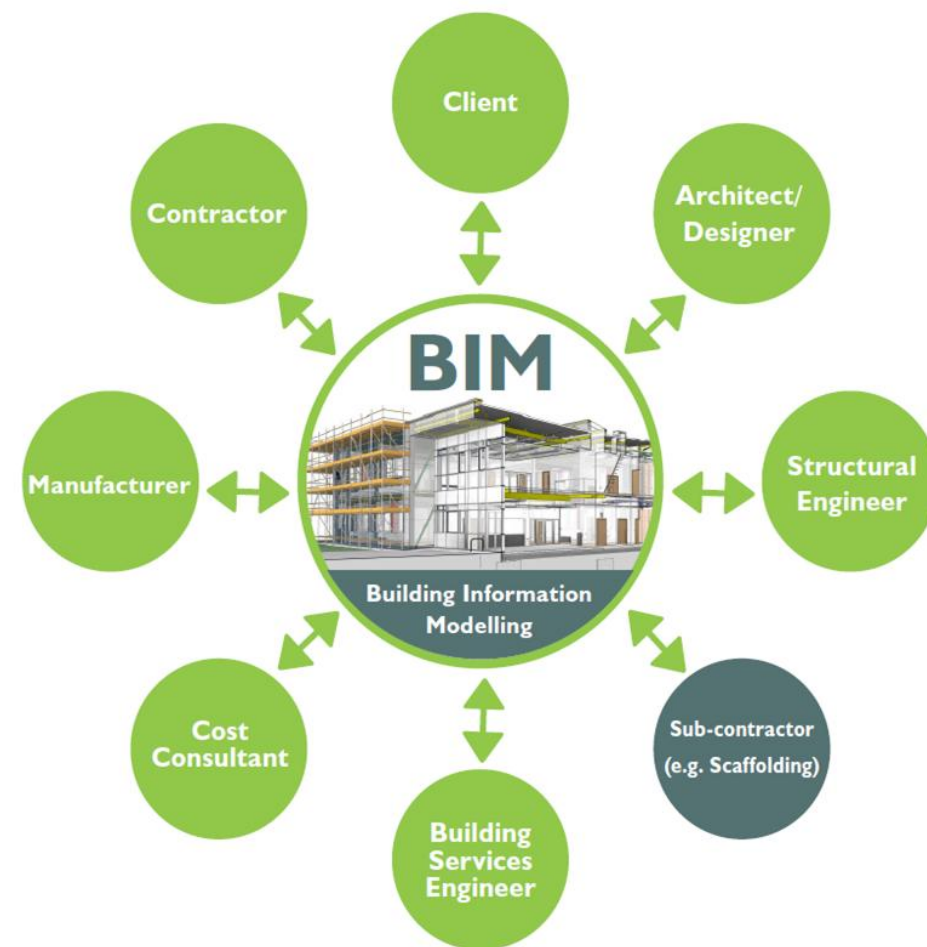 Client
Architect/
Designer
Structural
Engineer
Sub-contractor
(e.g. Scaffolding)
Building
Services
Engineer
Cost
Consultant
Manufacturer
Contractor
BIM
Building Information
Modelling